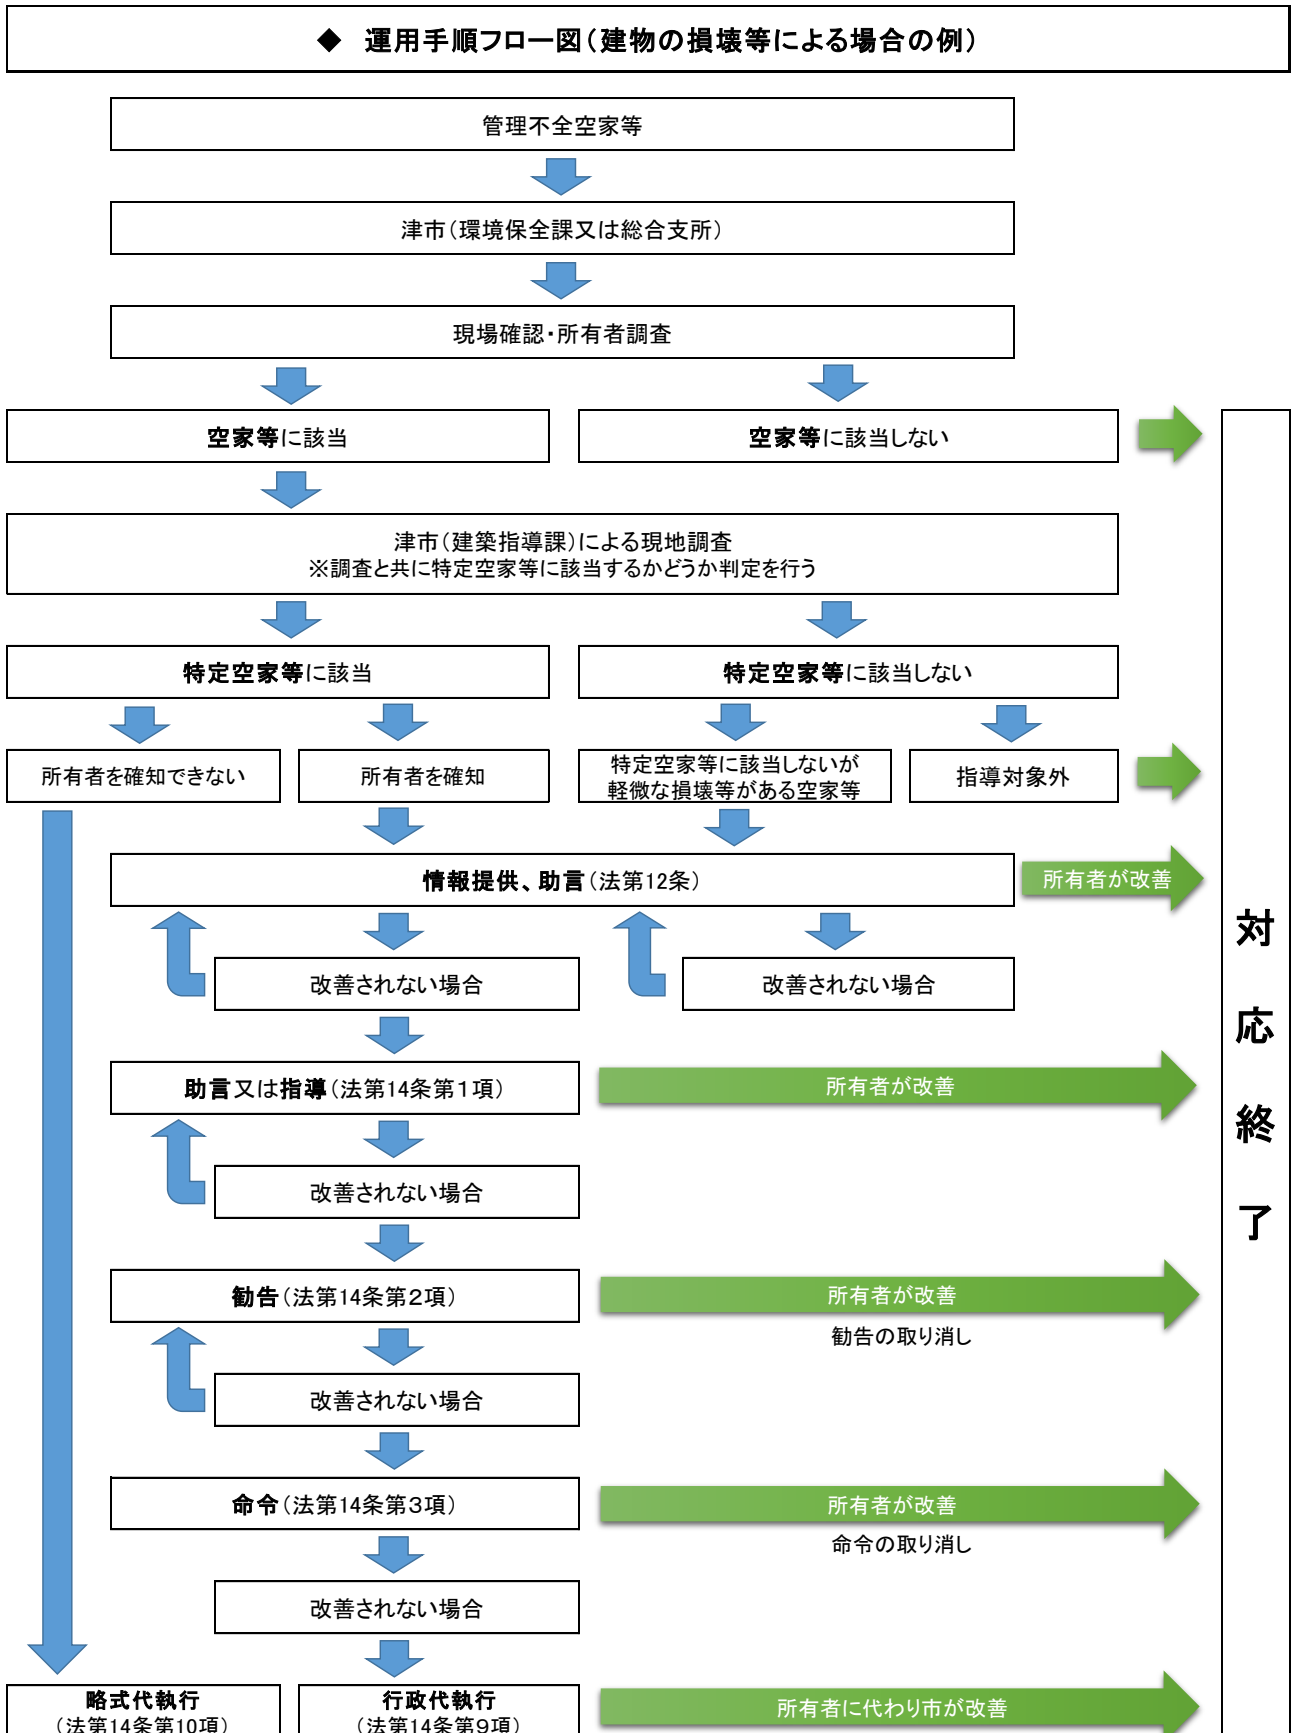 ◆ 運用手順フロー図（建物の損壊等による場合の例）
管理不全空家等
津市（環境保全課又は総合支所）
現場確認・所有者調査
空家等に該当
空家等に該当しない
津市（建築指導課）による現地調査
※調査と共に特定空家等に該当するかどうか判定を行う
特定空家等に該当
特定空家等に該当しない
所有者を確知できない
所有者を確知
特定空家等に該当しないが
軽微な損壊等がある空家等
指導対象外
情報提供、助言（法第12条）
所有者が改善
改善されない場合
改善されない場合
助言又は指導（法第14条第１項）
所有者が改善
改善されない場合
勧告（法第14条第２項）
所有者が改善
勧告の取り消し
改善されない場合
命令（法第14条第３項）
所有者が改善
命令の取り消し
改善されない場合
略式代執行
（法第14条第10項）
行政代執行
（法第14条第９項）
所有者に代わり市が改善
対
応
終
了